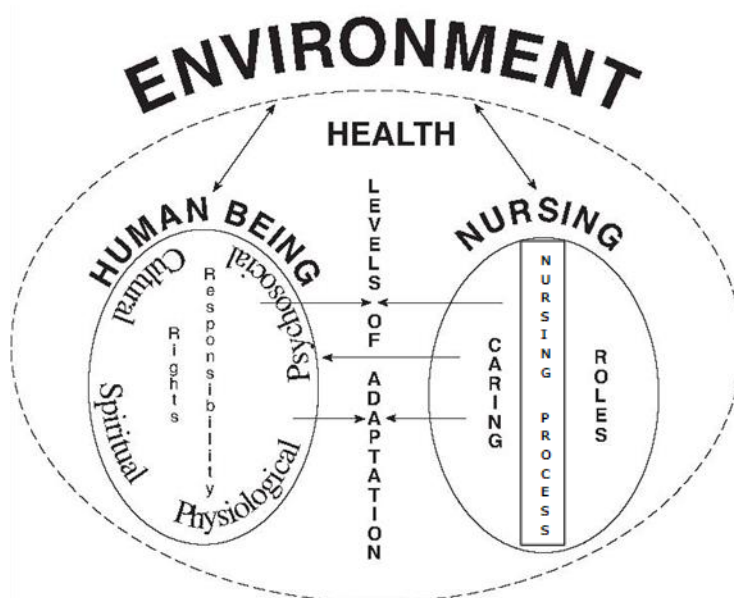 ENVIRONMENT
HEALTH
HUMAN BEING
Cultural
Psychosocial
Rights
Responsibility
Spiritual
Physiological
LEVELS OF ADAPTATION
NURSING
CARING
NURSING PROCESS
ROLES